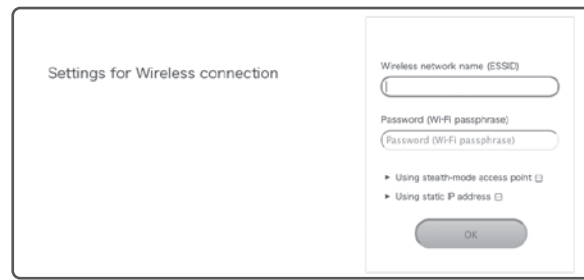 Settings for Wireless connection
Wireless network name (ESSID)
Password (Wi-Fi passphrase)
Password (Wi-Fi passphrase)
► Using steath-mode access point
► Using static IP address
OK